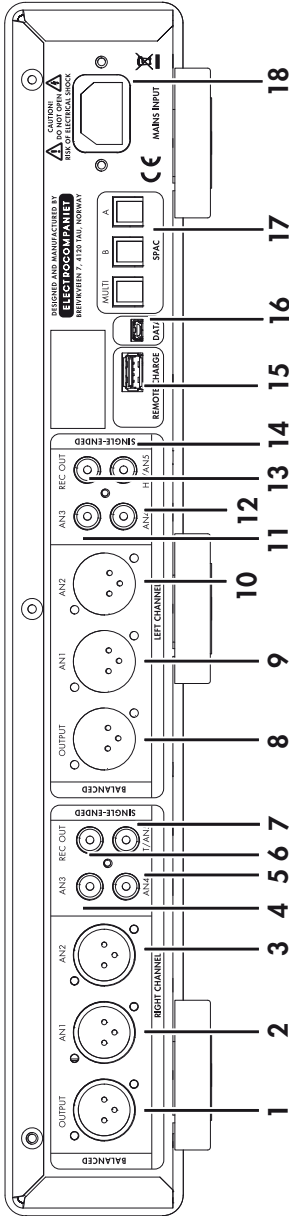 BALANCED
OUTPUT
AN1
AN2
AN3
REC OUT
AN4
T/AN
SINGLE-ENDED
RIGHT CHANNEL
BALANCED
OUTPUT
AN1
AN2
AN3
REC OUT
AN4
H /AN5
SINGLE-ENDED
LEFT CHANNEL
DESIGNED AND MANUFACTURED BY
ELECTROCOMPANIET
BREVIKVEIEN 7, 4120 TAU, NORWAY
REMOTE CHARGE
DATA
MULTI
B
A
SPAC
CAUTION!
DO NOT OPEN
RISK OF ELECTRICAL SHOCK
CE
MAINS INPUT
1
2
3
4
5
6
7
8
9
10
11
12
13
14
15
16
17
18